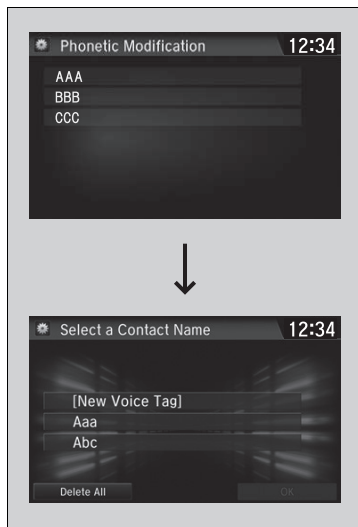 Phonetic Modification 12:34
AAA
BBB
CCC
Select a Contact Name 12:34
[New Voice Tag]
Aaa
Abc
Delete All OK